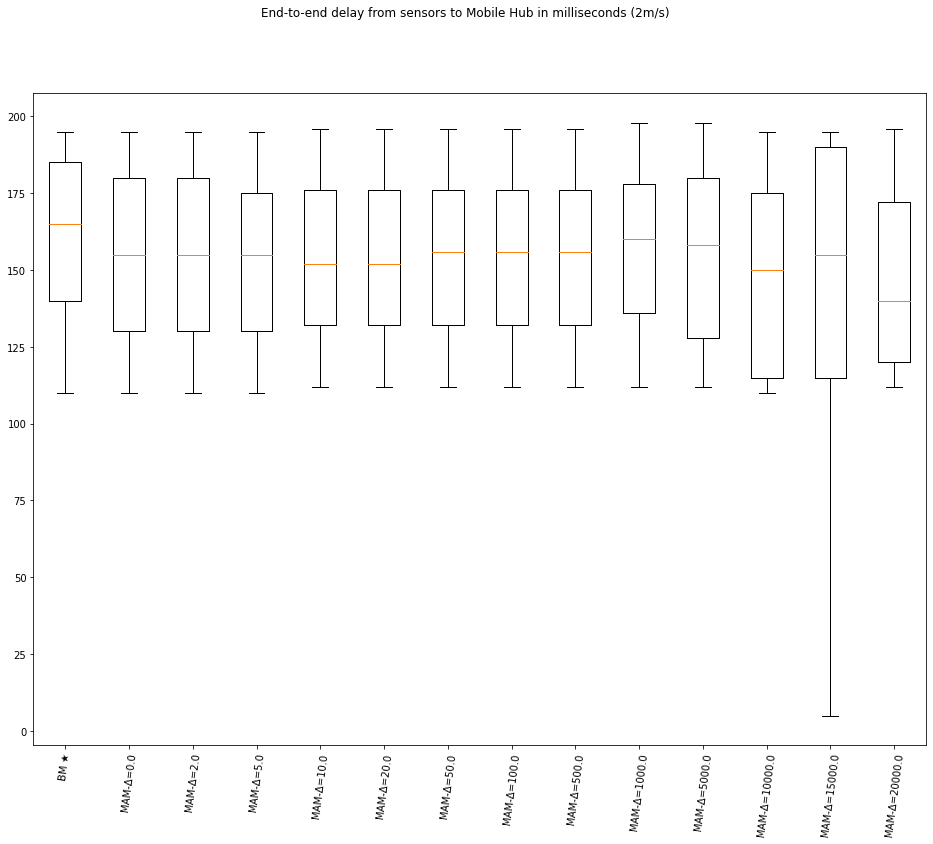 End-to-end delay from sensors to Mobile Hub in milliseconds (2m/s)
200
175
150
125
100
75
50
25
0
BM ★
MAM-Δ=0.0
MAM-Δ=2.0
MAM-Δ=5.0
MAM-Δ=10.0
MAM-Δ=20.0
MAM-Δ=50.0
MAM-Δ=100.0
MAM-Δ=500.0
MAM-Δ=1000.0
MAM-Δ=5000.0
MAM-Δ=10000.0
MAM-Δ=15000.0
MAM-Δ=20000.0